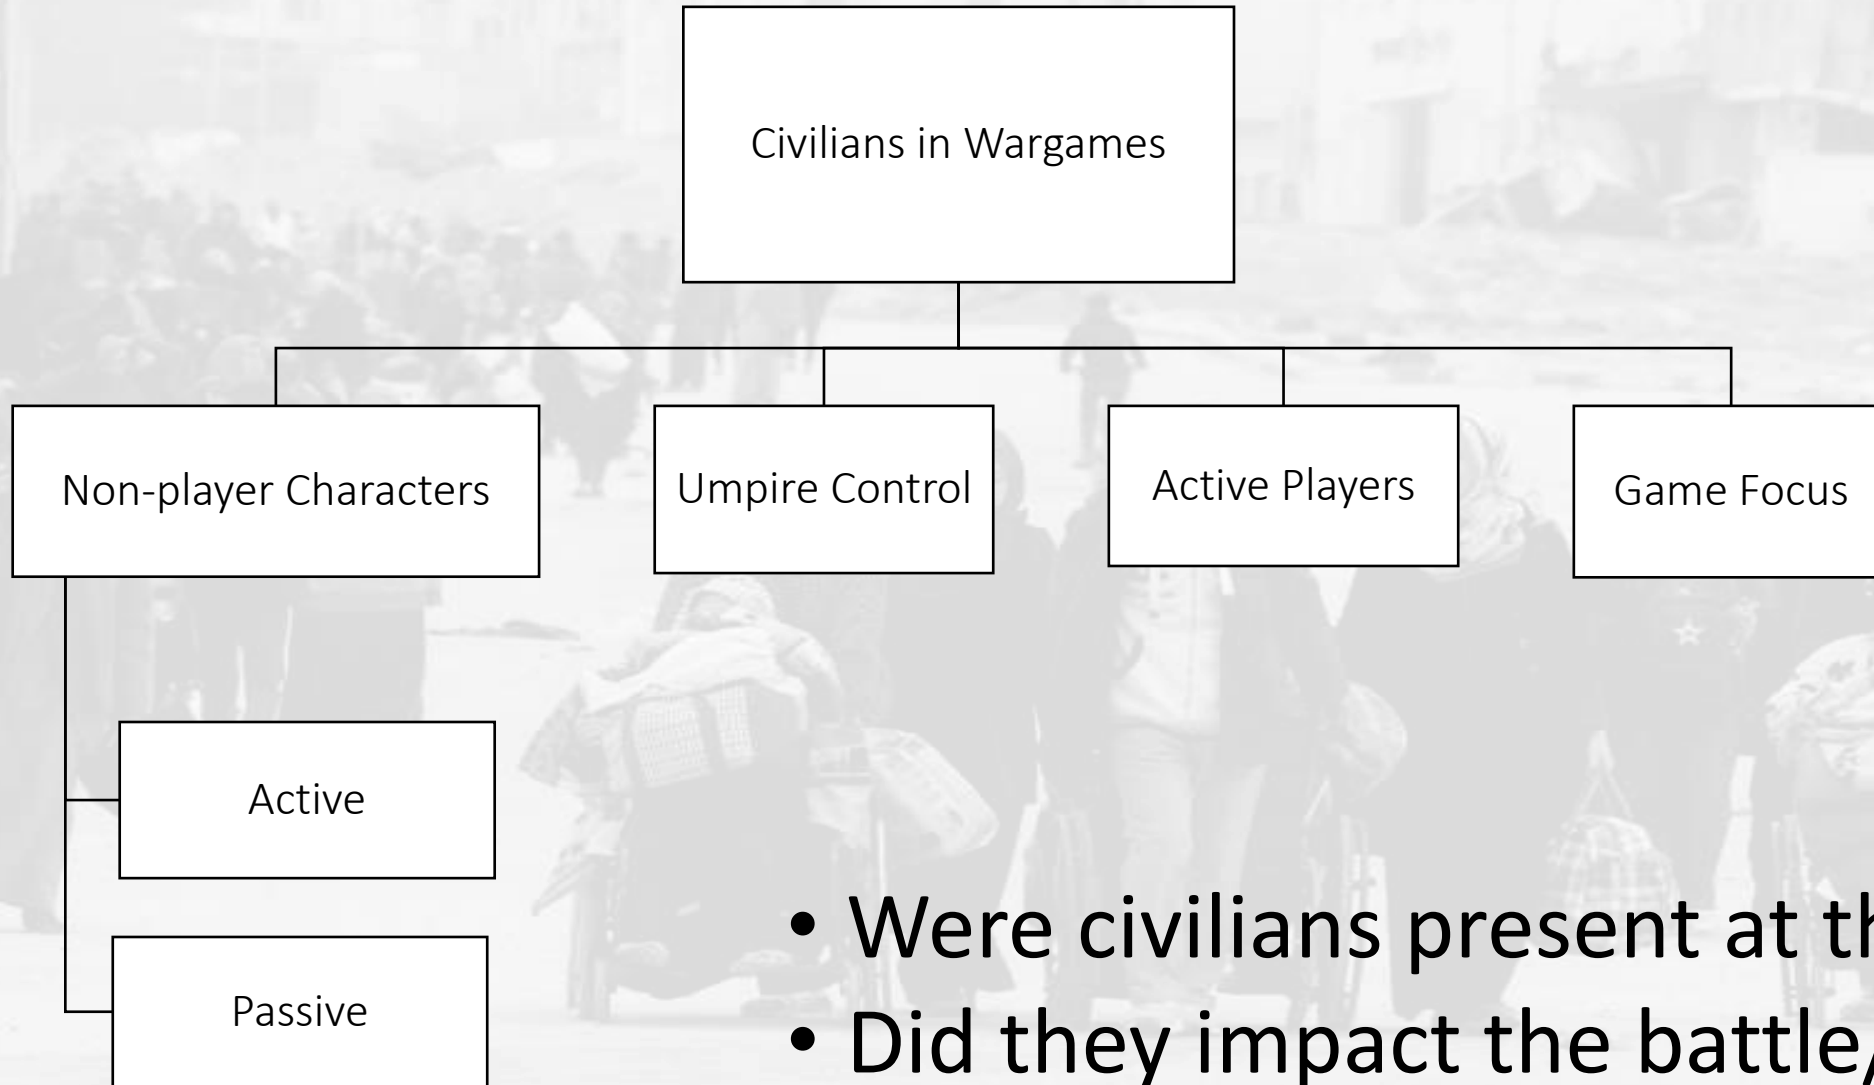 Civilians in Wargames
Non-player Characters
Umpire Control
Active Players
Game Focus
Active
Passive
• Were civilians present at th
• Did they impact the battle/